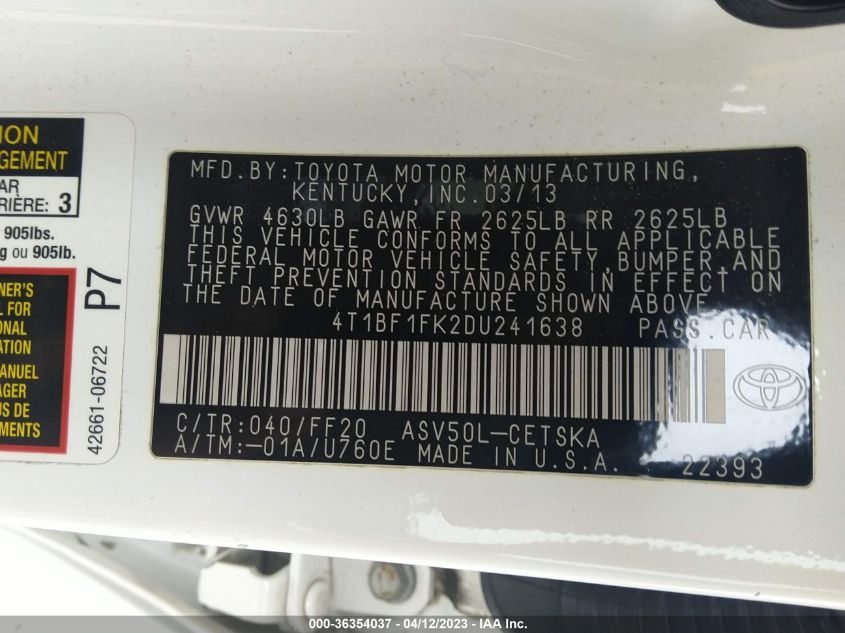 ION
GEMENT
AR
RIÈRE: 3
905lbs.
g ou 905lb.
NER'S
L FOR
IONAL
ATION
MANUEL
AGER
US DE
EMENTS
P7
42661-06722
MFD.BY:TOYOTA MOTOR MANUFACTURING,
KENTUCKY,INC.03/13
GVWR 4630LB GAWR FR 2625LB RR 2625LB
THIS VEHICLE CONFORMS TO ALL APPLICABLE
FEDERAL MOTOR VEHICLE SAFETY,BUMPER,AND
THEFT PREVENTION STANDARDS IN EFFECT ON
THE DATE OF MANUFACTURE SHOWN ABOVE.
4T1BF1FK2DU241638 PASS.CAR
C/TR:040/FF20 ASV50L-CETSKA
A/TM:-01A/U760E MADE IN U.S.A. 22393
000-36354037 - 04/12/2023 - IAA Inc.